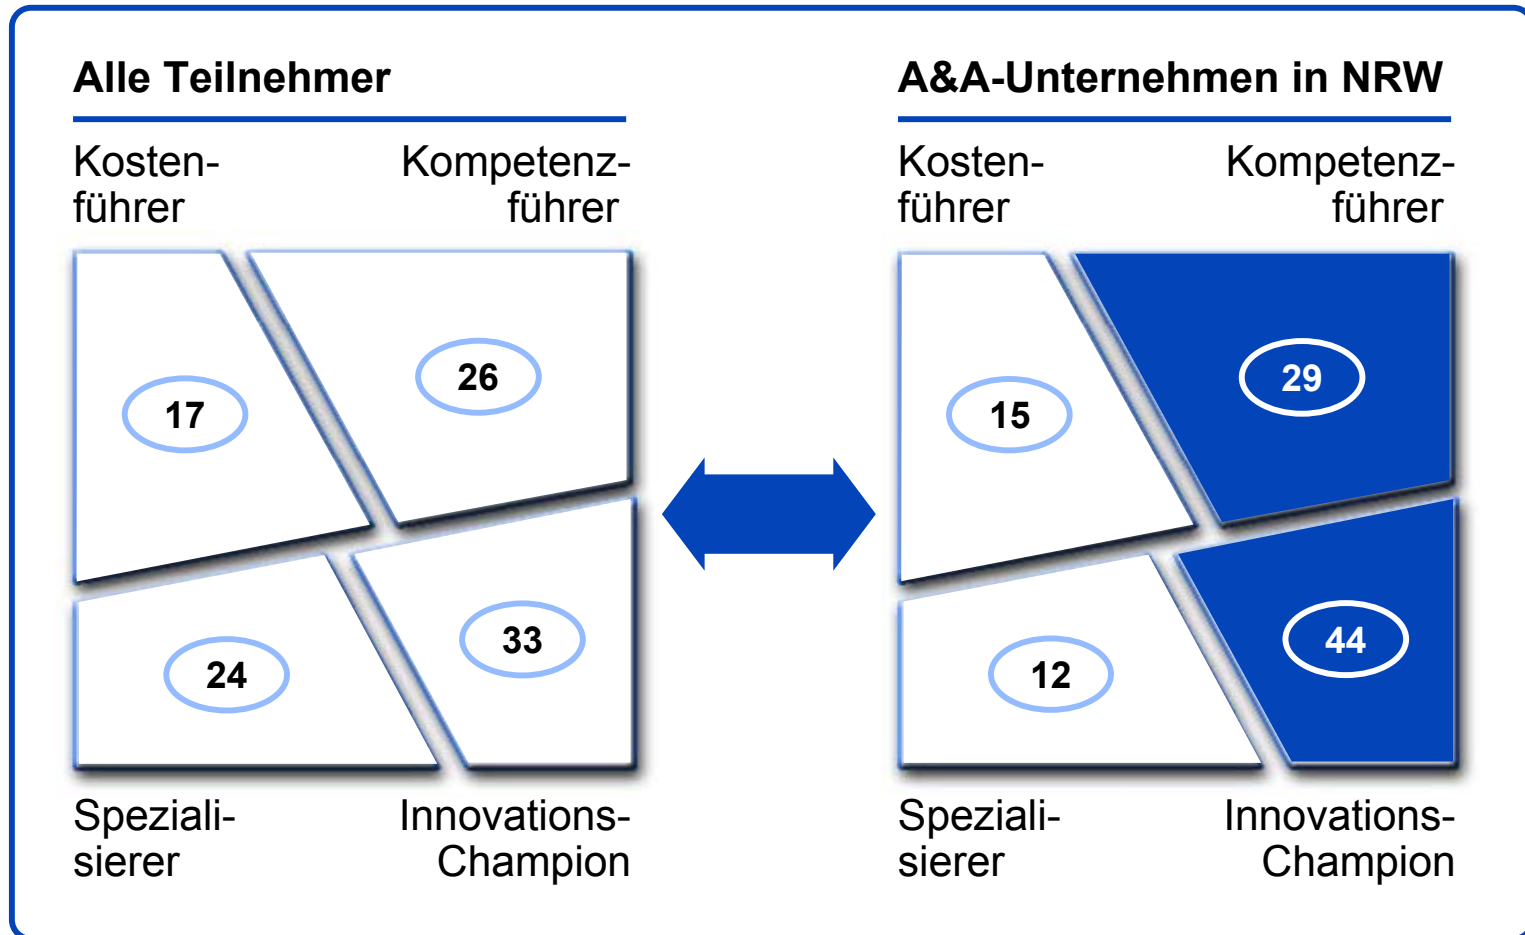 Alle Teilnehmer
Kosten-
führer
Kompetenz-
führer
17
26
24
33
Speziali-
sierer
Innovations-
Champion
A&A-Unternehmen in NRW
Kosten-
führer
Kompetenz-
führer
15
29
12
44
Speziali-
sierer
Innovations-
Champion